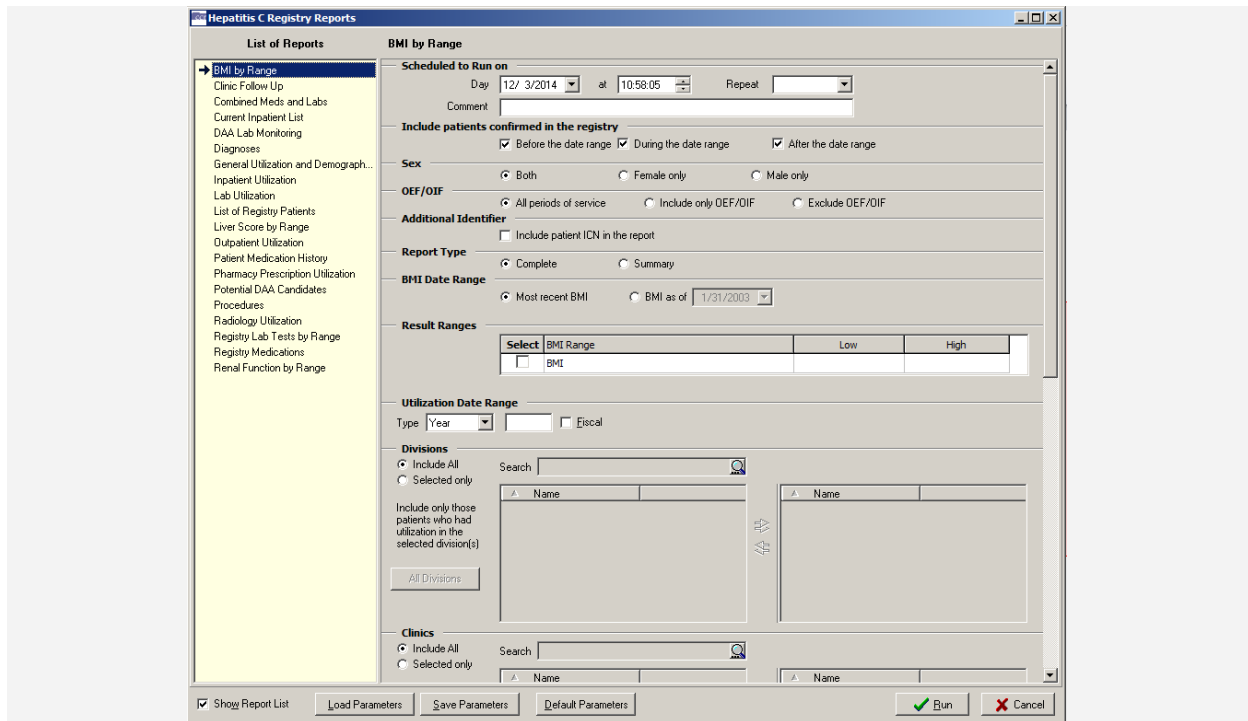 Hepatitis C Registry Reports
List of Reports
BMI by Range
BMI by Range
Clinic Follow Up
Combined Meds and Labs
Current Inpatient List
DAA Lab Monitoring
Diagnoses
General Utilization and Demograph...
Inpatient Utilization
Lab Utilization
List of Registry Patients
Liver Score by Range
Outpatient Utilization
Patient Medication History
Pharmacy Prescription Utilization
Potential DAA Candidates
Procedures
Radiology Utilization
Registry Lab Tests by Range
Registry Medications
Renal Function by Range
Scheduled to Run on
Day 12/ 3/2014 at 10:58:05 Repeat
Comment
Include patients confirmed in the registry
Before the date range During the date range After the date range
Sex
Both Female only Male only
OEF/OIF
All periods of service Include only OEF/OIF Exclude OEF/OIF
Additional Identifier
Include patient ICN in the report
Report Type
Complete Summary
BMI Date Range
Most recent BMI BMI as of 1/31/2003
Result Ranges
Select BMI Range Low High
BMI
Utilization Date Range
Type Year Fiscal
Divisions
Include All Search
Selected only
Name Name
Include only those
patients who had
utilization in the
selected division(s)
All Divisions
Clinics
Include All Search
Selected only
Name Name
Show Report List Load Parameters Save Parameters Default Parameters Run Cancel